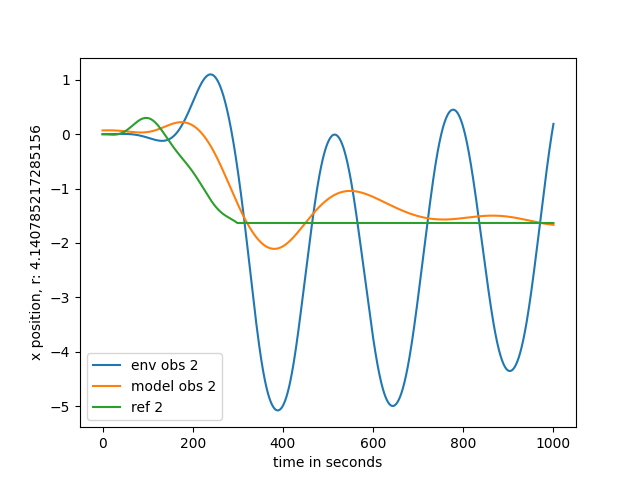 1
0
−1
−2
−3
−4
−5
x position, r: 4.140785217285156
env obs 2
model obs 2
ref 2
0 200 400 600 800 1000
time in seconds